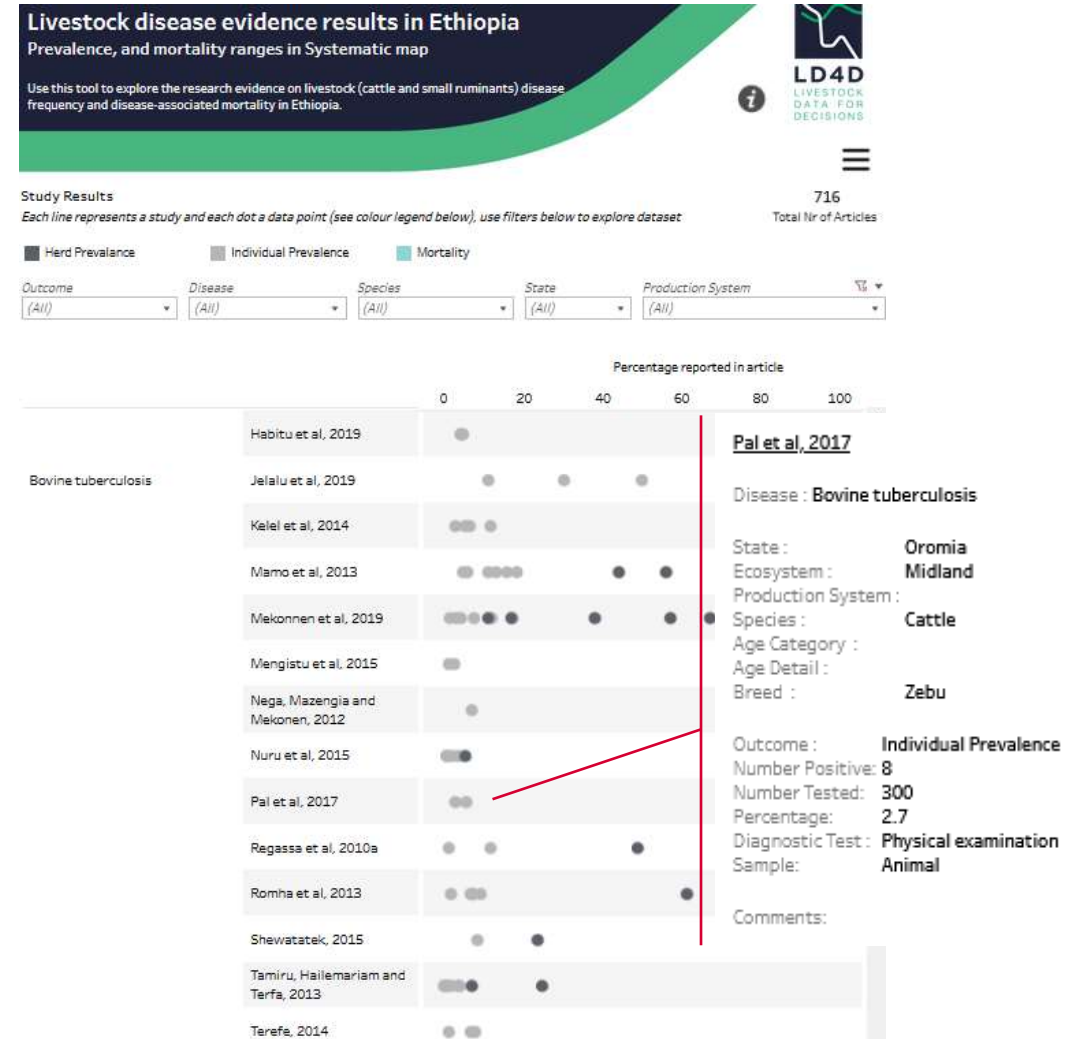 Livestock disease evidence results in Ethiopia
Prevalence, and mortality ranges in Systematic map
Use this tool to explore the research evidence on livestock (cattle and small ruminants) disease
frequency and disease-associated mortality in Ethiopia.
i
LD4D
LIVESTOCK
DATA FOR
DECISIONS
Study Results
Each line represents a study and each dot a data point (see colour legend below), use filters below to explore dataset
716
Total Nr of Articles
Herd Prevalance
Individual Prevalence
Mortality
Outcome
Disease
Species
State
Production System
(All)
(All)
(All)
(All)
(All)
Percentage reported in article
0 20 40 60 80 100
Bovine tuberculosis
Habitu et al, 2019
Jelalu et al, 2019
Kelel et al, 2014
Mamo et al, 2013
Mekonnen et al, 2019
Mengistu et al, 2015
Nega, Mazengia and
Mekonen, 2012
Nuru et al, 2015
Pal et al, 2017
Regassa et al, 2010a
Romha et al, 2013
Shewatatek, 2015
Tamiru, Hailemariam and
Terfa, 2013
Terefe, 2014
Pal et al, 2017
Disease : Bovine tuberculosis
State : Oromia
Ecosystem : Midland
Production System :
Species : Cattle
Age Category :
Age Detail :
Breed : Zebu
Outcome : Individual Prevalence
Number Positive: 8
Number Tested: 300
Percentage: 2.7
Diagnostic Test : Physical examination
Sample: Animal
Comments: